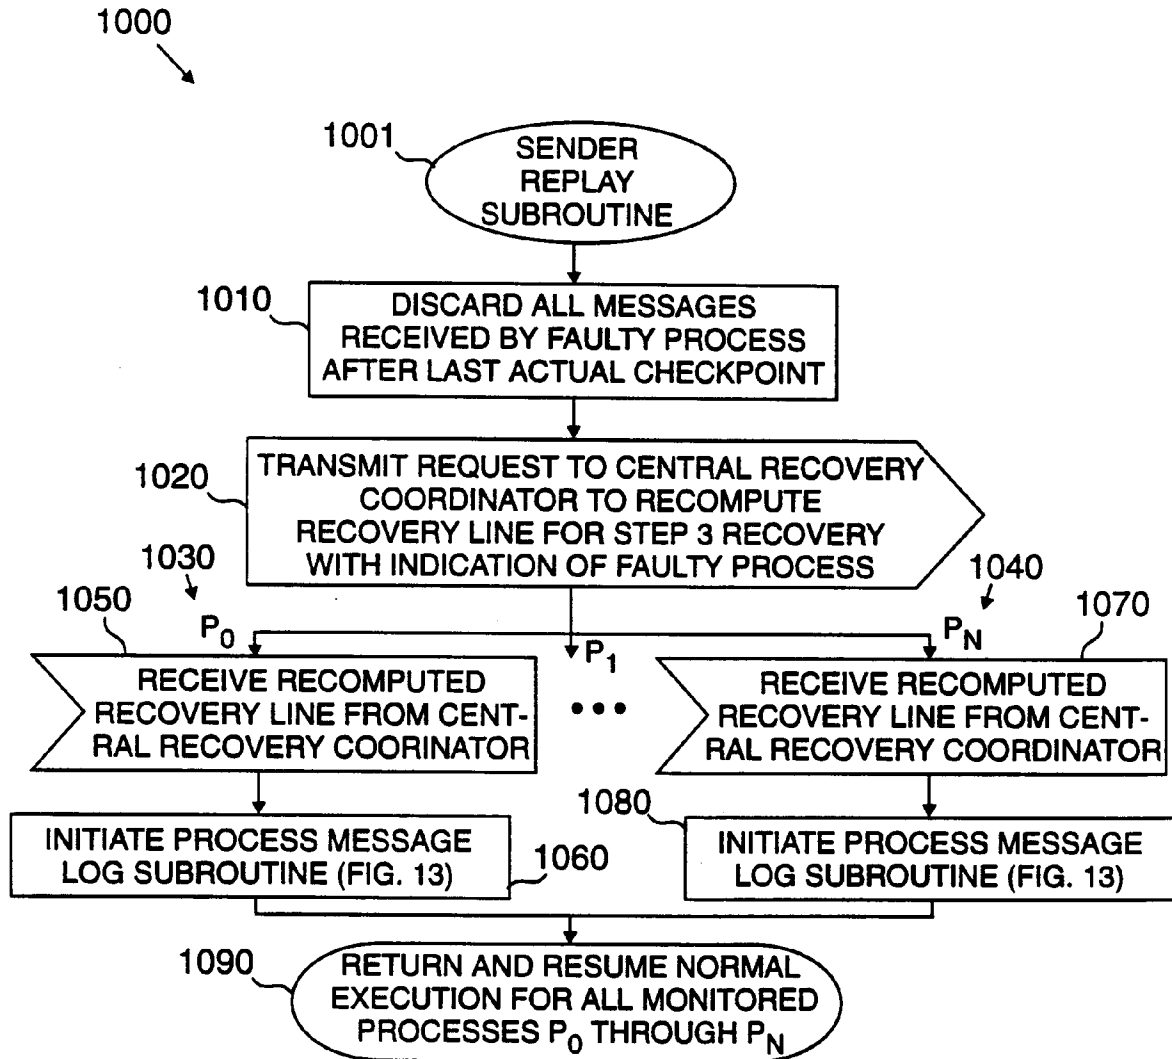 1000
1001
SENDER
REPLAY
SUBROUTINE
1010
DISCARD ALL MESSAGES
RECEIVED BY FAULTY PROCESS
AFTER LAST ACTUAL CHECKPOINT
1020
TRANSMIT REQUEST TO CENTRAL RECOVERY
COORDINATOR TO RECOMPUTE
RECOVERY LINE FOR STEP 3 RECOVERY
WITH INDICATION OF FAULTY PROCESS
1030
1040
1050
P0
P1
PN
1070
RECEIVE RECOMPUTED
RECOVERY LINE FROM CENT-
RAL RECOVERY COORINATOR
•••
RECEIVE RECOMPUTED
RECOVERY LINE FROM CENT-
RAL RECOVERY COORDINATOR
INITIATE PROCESS MESSAGE
LOG SUBROUTINE (FIG. 13)
1060
1080
INITIATE PROCESS MESSAGE
LOG SUBROUTINE (FIG. 13)
1090
RETURN AND RESUME NORMAL
EXECUTION FOR ALL MONITORED
PROCESSES P0 THROUGH PN